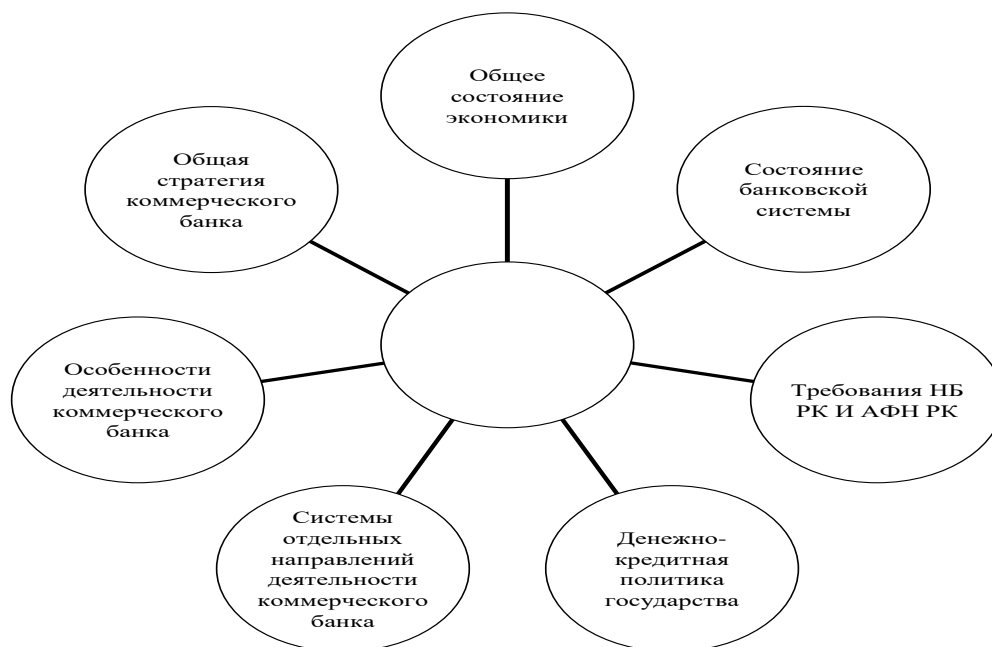 Общее
состояние
экономики
Состояние
банковской
системы
Требования НБ
РК И АФН РК
Денежно-
кредитная
политика
государства
Системы
отдельных
направлений
деятельности
коммерческого
банка
Особенности
деятельности
коммерческого
банка
Общая
стратегия
коммерческого
банка